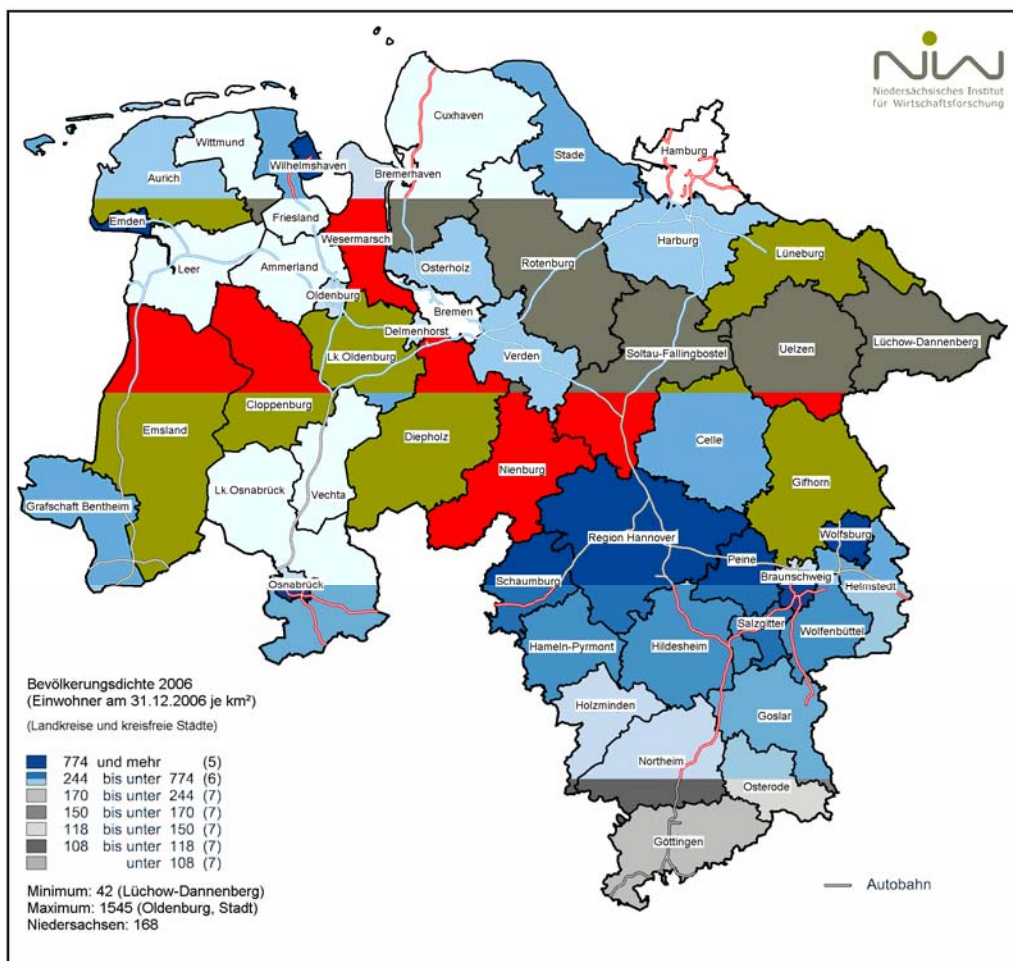 NIW
Niedersächsisches Institut
für Wirtschaftsforschung
Cuxhaven
Wittmund
Hamburg
Stade
Wilhelmshaven
Bremerhaven
Aurich
Emden
Friesland
Wesermarsch
Harburg
Lüneburg
Leer
Ammerland
Osterholz
Rotenburg
Oldenburg
Bremen
Delmenhorst
Uelzen
Lüchow-Dannenberg
Lk.Oldenburg
Verden
Soltau-Fallingbostel
Cloppenburg
Emsland
Diepholz
Celle
Nienburg
Gifhorn
Lk.Osnabrück
Vechta
Grafschaft Bentheim
Region Hannover
Wolfsburg
Peine
Schaumburg
Braunschweig
Osnabrück
Helmstedt
Salzgitter
Wolfenbüttel
Hameln-Pyrmont
Hildesheim
Holzminden
Goslar
Northeim
Osterode
Göttingen
Bevölkerungsdichte 2006
(Einwohner am 31.12.2006 je km²)
(Landkreise und kreisfreie Städte)
774 und mehr (5)
244 bis unter 774 (6)
170 bis unter 244 (7)
150 bis unter 170 (7)
118 bis unter 150 (7)
108 bis unter 118 (7)
unter 108 (7)
Minimum: 42 (Lüchow-Dannenberg)
Maximum: 1545 (Oldenburg, Stadt)
Niedersachsen: 168
Autobahn